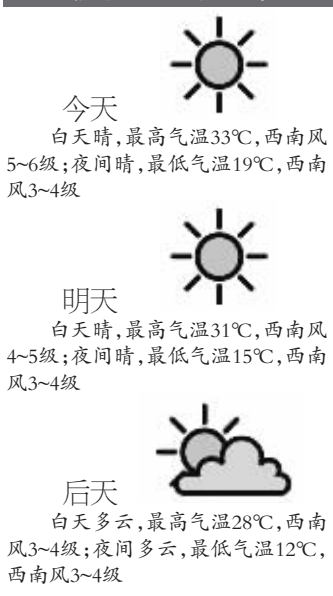 今天
白天晴,最高气温33℃,西南风
5~6级;夜间晴,最低气温19℃,西南
风3~4级
明天
白天晴,最高气温31℃,西南风
4~5级;夜间晴,最低气温15℃,西南
风3~4级
后天
白天多云,最高气温28℃,西南
风3~4级;夜间多云,最低气温12℃,
西南风3~4级